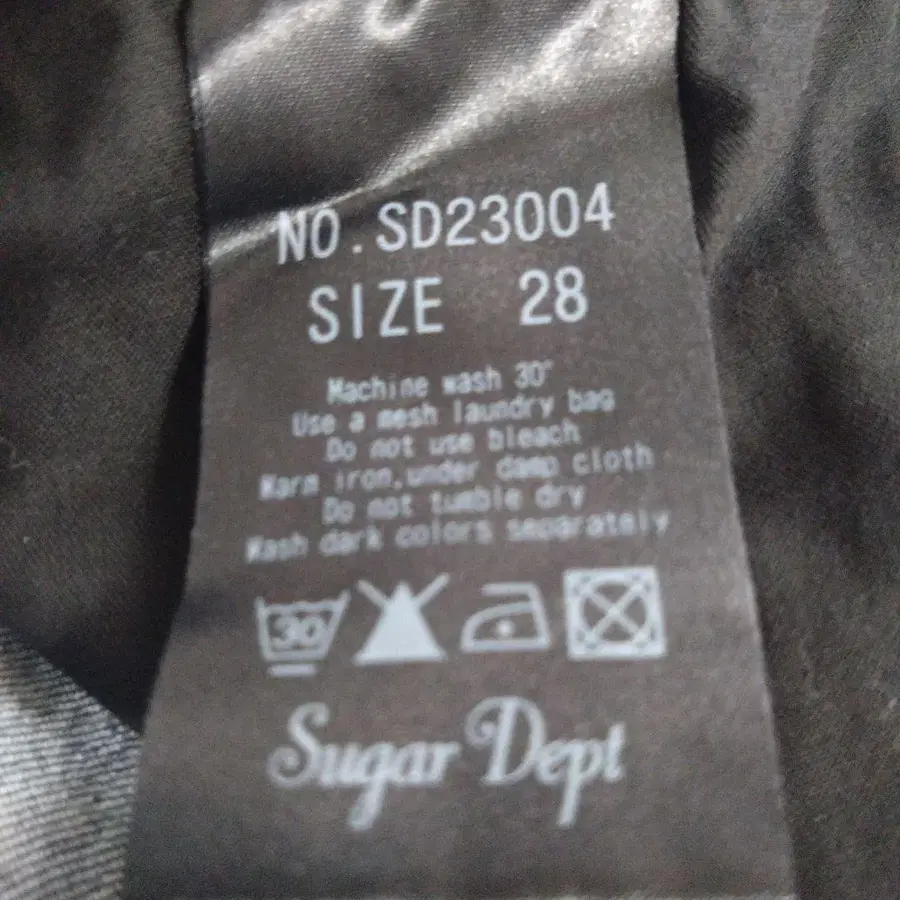 NO.SD23004
SIZE 28
Machine wash 30°
Use a mesh laundry bag
Do not use bleach
Warm iron,under damp cloth
Do not tumble dry
Wash dark colors separately
30
Sugar Dept